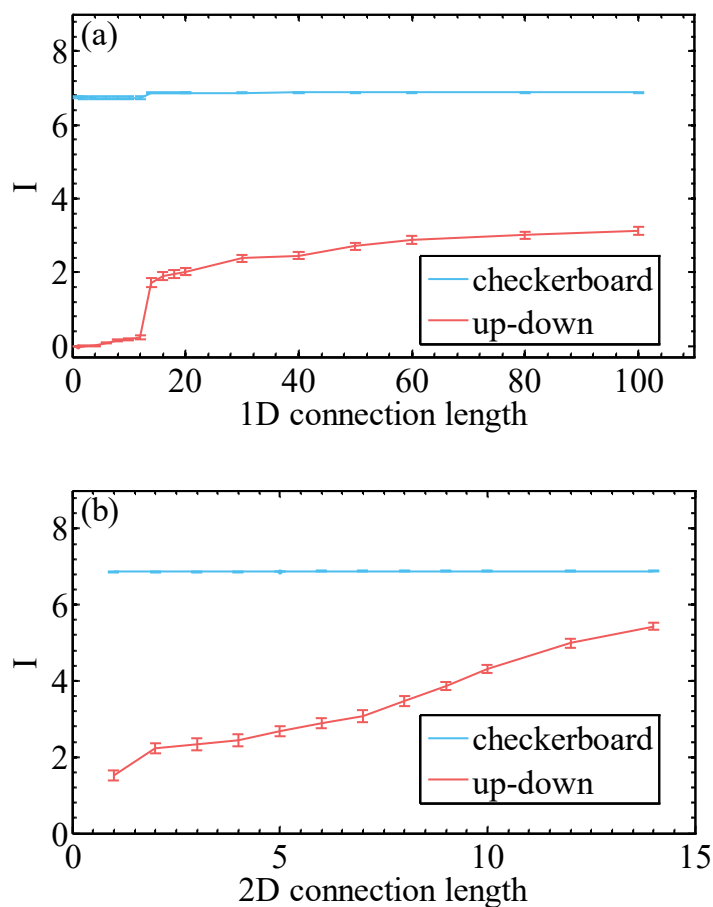 (a)
8
6
4
2
0
I
checkerboard
up-down
0 20 40 60 80 100
1D connection length
(b)
8
6
4
2
0
I
checkerboard
up-down
0 5 10 15
2D connection length